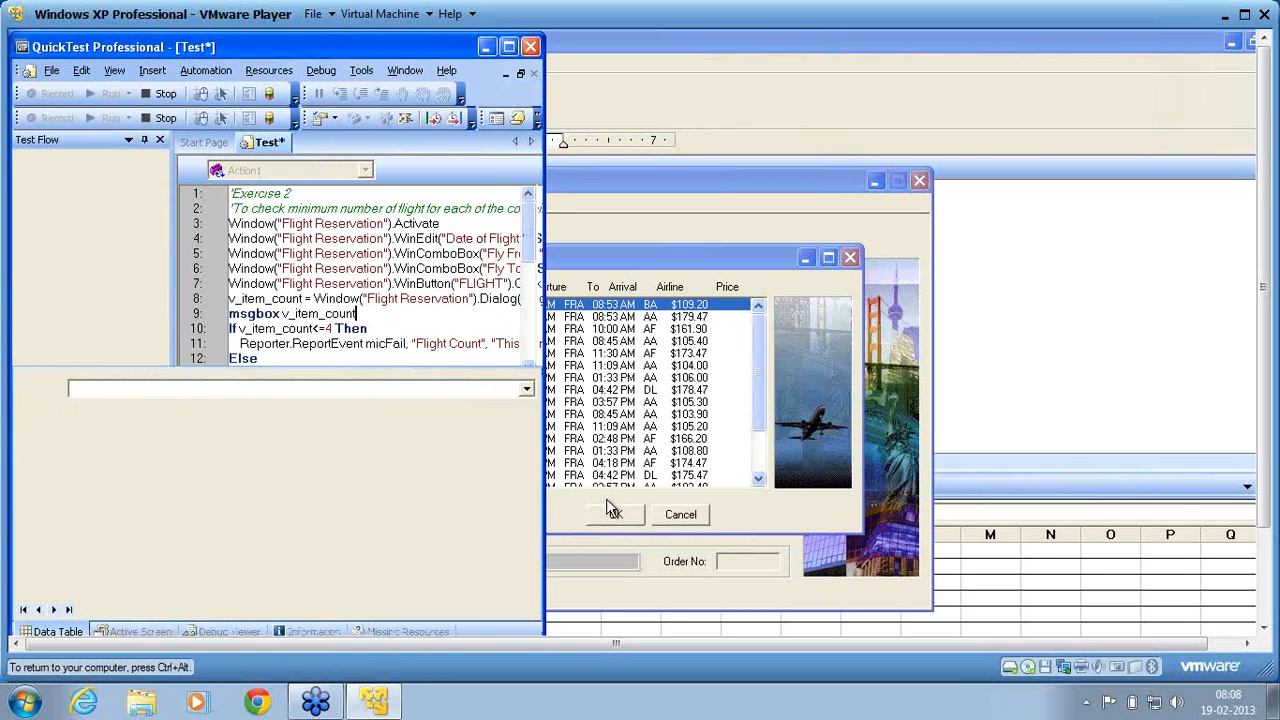 Windows XP Professional - VMware Player
File
Virtual Machine
Help
QuickTest Professional - [Test*]
File Edit View Insert Automation Resources Debug Tools Window Help
Record Run Stop
Record Run Stop
Test Flow
Start Page
Test*
Action1
7
1: 'Exercise 2
2: 'To check minimum number of flight for each of the
3: Window("Flight Reservation").Activate
4: Window("Flight Reservation").WinEdit("Date of Flight"
5: Window("Flight Reservation").WinComboBox("Fly
6: Window("Flight Reservation").WinComboBox("Fly
7: Window("Flight Reservation").WinButton("FLIGHT").
8: v_item_count = Window("Flight Reservation").Dialog(
9: msgbox v_item_count
10: If v_item_count<=4 Then
11: Reporter.ReportEvent micFail, "Flight Count", "This
12: Else
To Arrival Airline Price
FRA 08:53 AM BA $109.20
FRA 08:53 AM AA $179.47
FRA 10:00 AM AF $161.90
FRA 08:45 AM AA $105.40
FRA 11:30 AM AF $173.47
FRA 11:09 AM AA $104.00
FRA 01:33 PM AA $106.00
FRA 04:42 PM DL $178.47
FRA 03:57 PM AA $105.30
FRA 08:45 AM AA $103.90
FRA 11:09 AM AA $105.20
FRA 02:48 PM AF $166.20
FRA 01:33 PM AA $108.80
FRA 04:18 PM AF $174.47
FRA 04:42 PM DL $175.47
OK
Cancel
Order No:
M N O P Q
Data Table
Active Screen
Debug Viewer
Information
Missing Resources
To return to your computer, press Ctrl+Alt.
vmware
08:08
19-02-2013